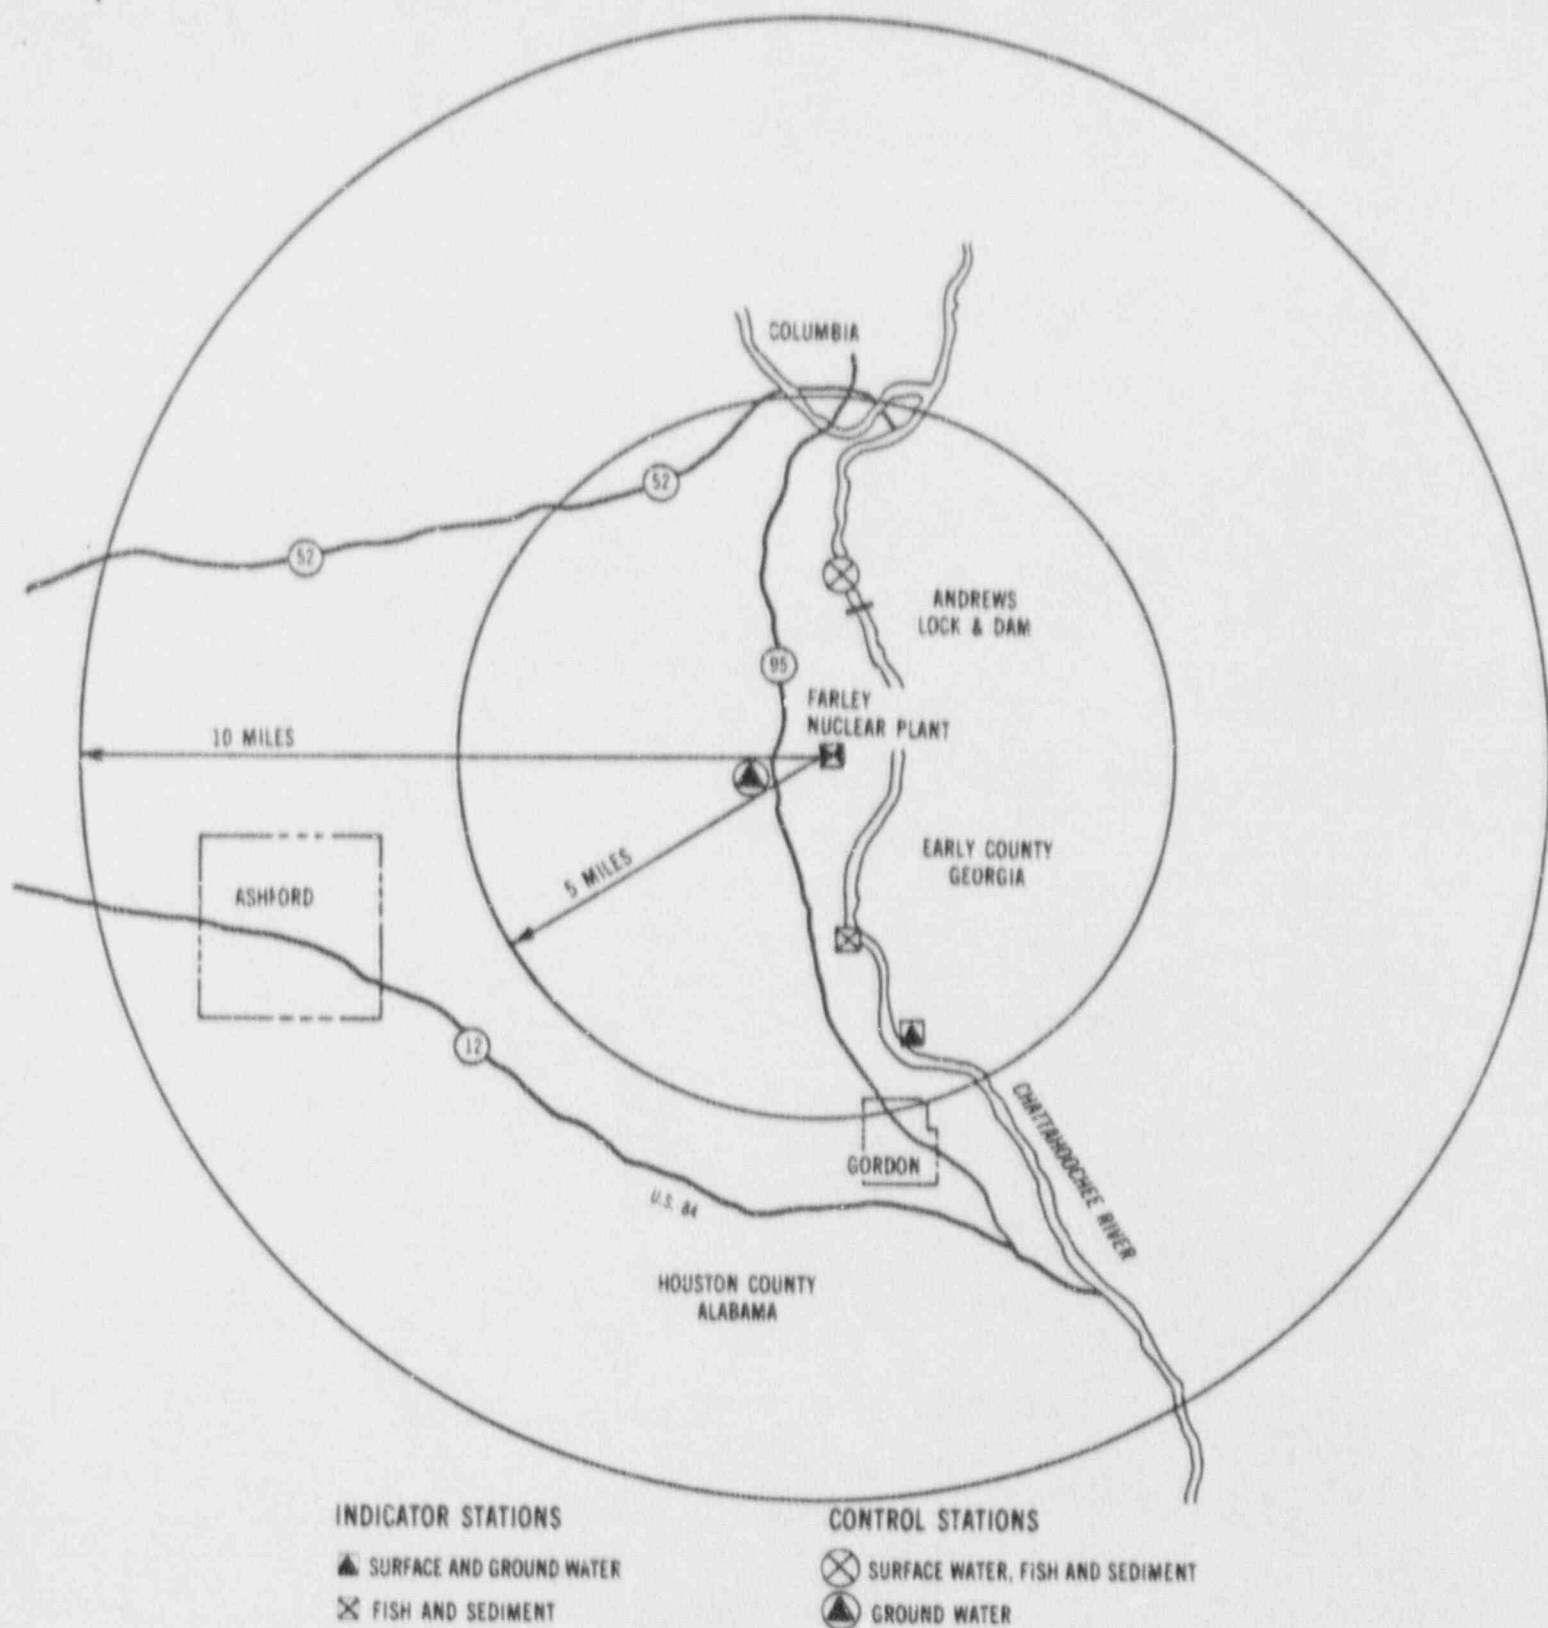 COLUMBIA
52
52
ANDREWS
LOCK & DAM
95
FARLEY
NUCLEAR PLANT
10 MILES
5 MILES
EARLY COUNTY
GEORGIA
ASHFORD
12
GORDON
CHATTAHOOCHEE RIVER
U.S. 84
HOUSTON COUNTY
ALABAMA
INDICATOR STATIONS
SURFACE AND GROUND WATER
FISH AND SEDIMENT
CONTROL STATIONS
SURFACE WATER, FISH AND SEDIMENT
GROUND WATER